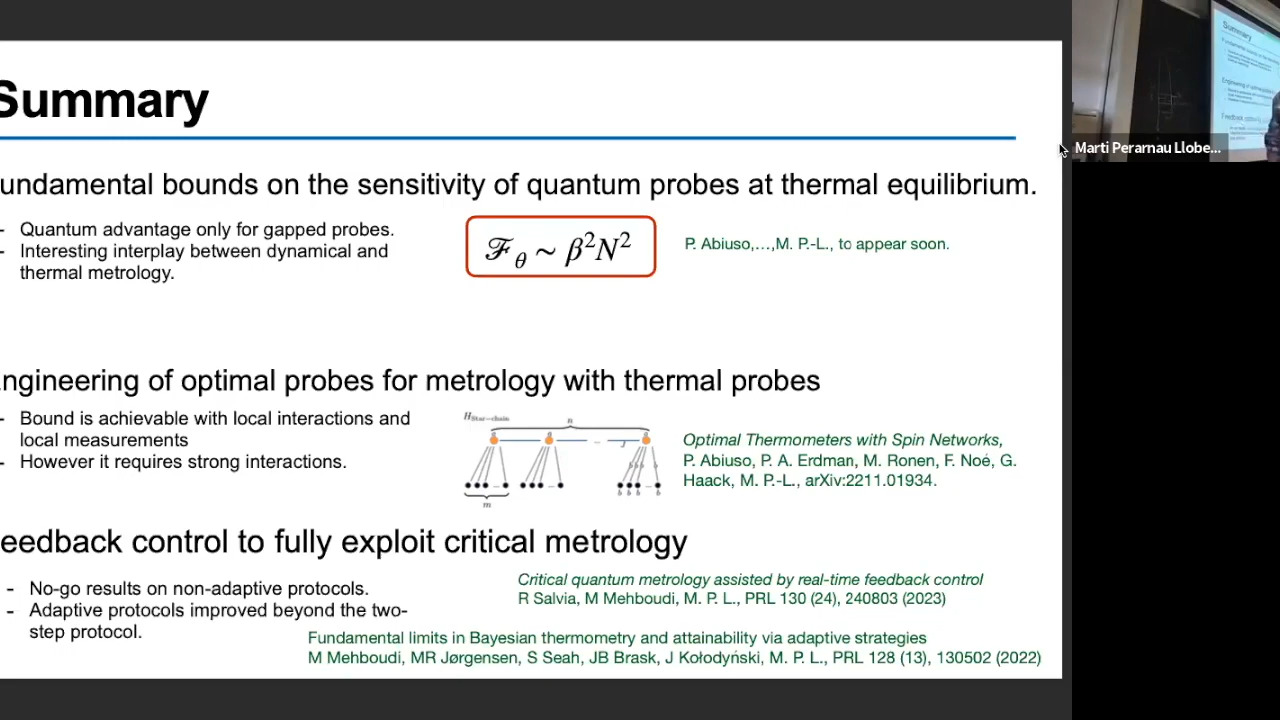 Summary
undamental bounds on the sensitivity of quantum probes at thermal equilibrium.
- Quantum advantage only for gapped probes.
- Interesting interplay between dynamical and
thermal metrology.
ℱθ ~ β²N²
P. Abiuso,…,M. P.-L., to appear soon.
ngineering of optimal probes for metrology with thermal probes
- Bound is achievable with local interactions and
local measurements
- However it requires strong interactions.
H Star-chain
n
m
Optimal Thermometers with Spin Networks,
P. Abiuso, P. A. Erdman, M. Ronen, F. Noé, G.
Haack, M. P.-L., arXiv:2211.01934.
eedback control to fully exploit critical metrology
- No-go results on non-adaptive protocols.
- Adaptive protocols improved beyond the two-
step protocol.
Critical quantum metrology assisted by real-time feedback control
R Salvia, M Mehboudi, M. P. L., PRL 130 (24), 240803 (2023)
Fundamental limits in Bayesian thermometry and attainability via adaptive strategies
M Mehboudi, MR Jørgensen, S Seah, JB Brask, J Kołodyński, M. P. L., PRL 128 (13), 130502 (2022)
Marti Perarnau Llobe...
Summary